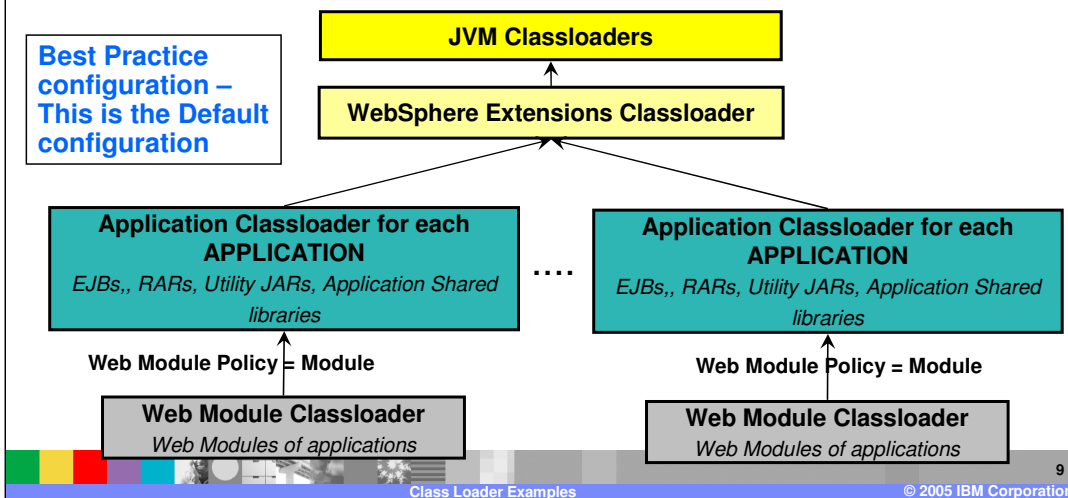 JVM Classloaders
Best Practice
configuration –
This is the Default
configuration
WebSphere Extensions Classloader
Application Classloader for each
APPLICATION
EJBs,, RARs, Utility JARs, Application Shared
libraries
....
Application Classloader for each
APPLICATION
EJBs,, RARs, Utility JARs, Application Shared
libraries
Web Module Policy = Module
Web Module Policy = Module
Web Module Classloader
Web Modules of applications
Web Module Classloader
Web Modules of applications
9
Class Loader Examples
© 2005 IBM Corporation